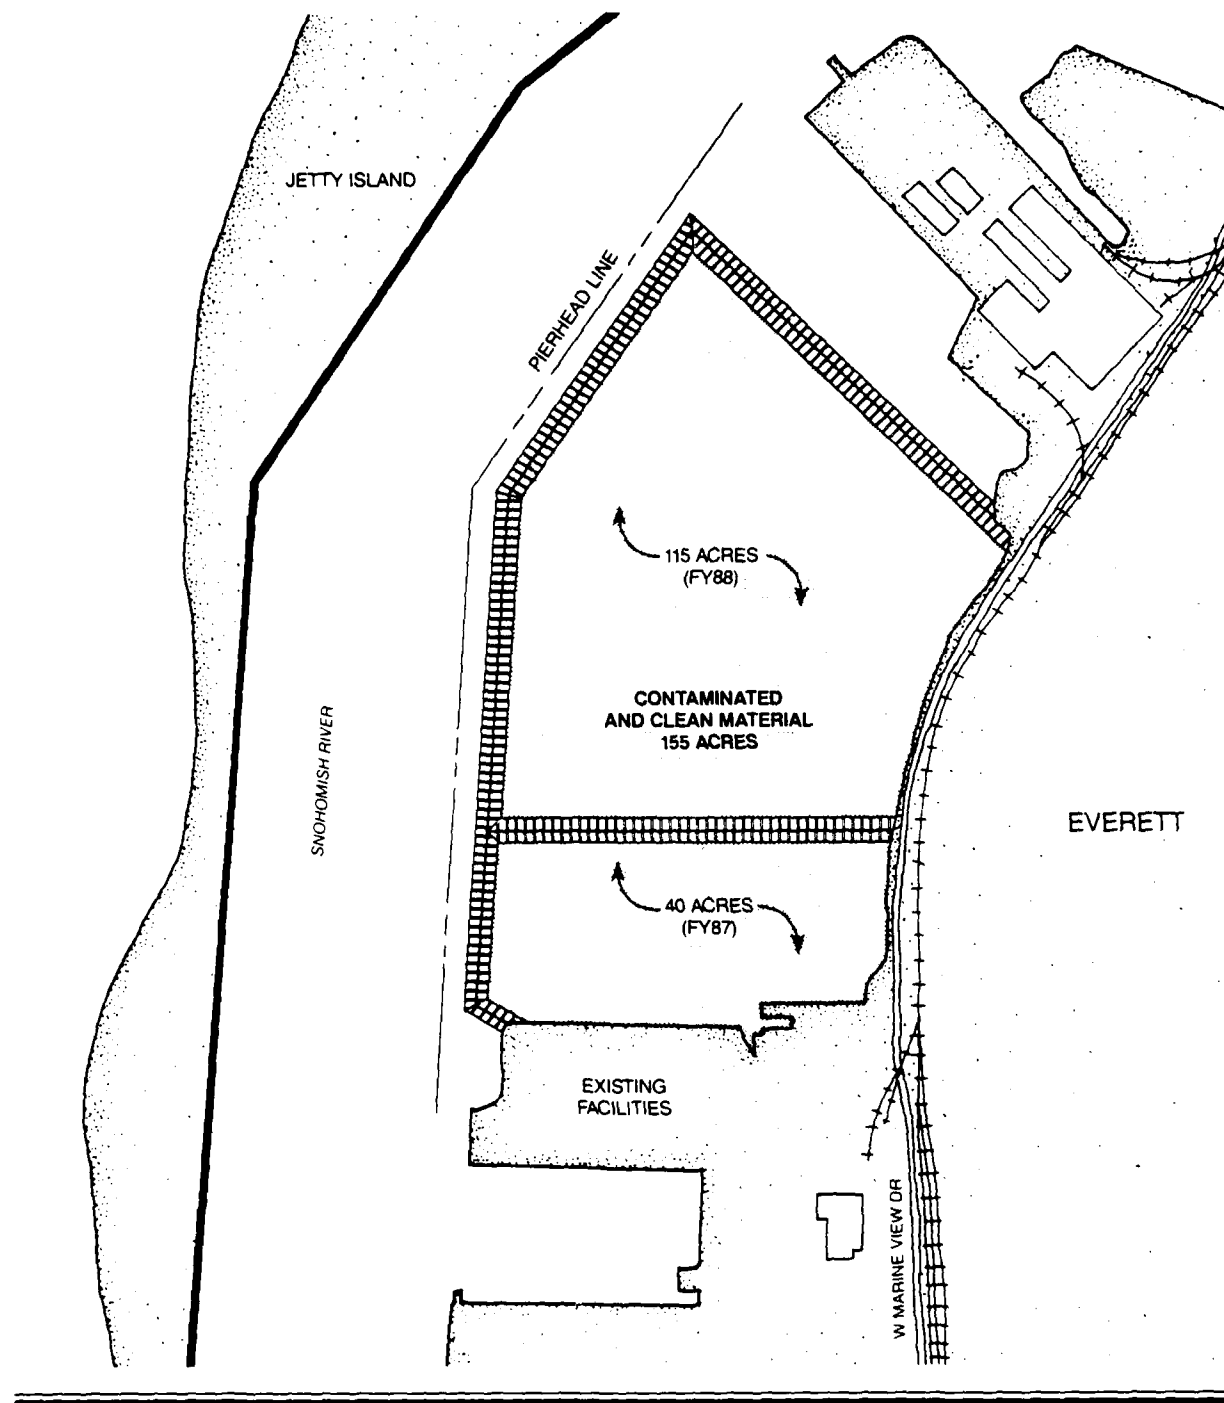 JETTY ISLAND
PIERHEAD LINE
115 ACRES
(FY88)
CONTAMINATED
AND CLEAN MATERIAL
155 ACRES
SNOHOMISH RIVER
EVERETT
40 ACRES
(FY87)
EXISTING
FACILITIES
W MARINE VIEW DR